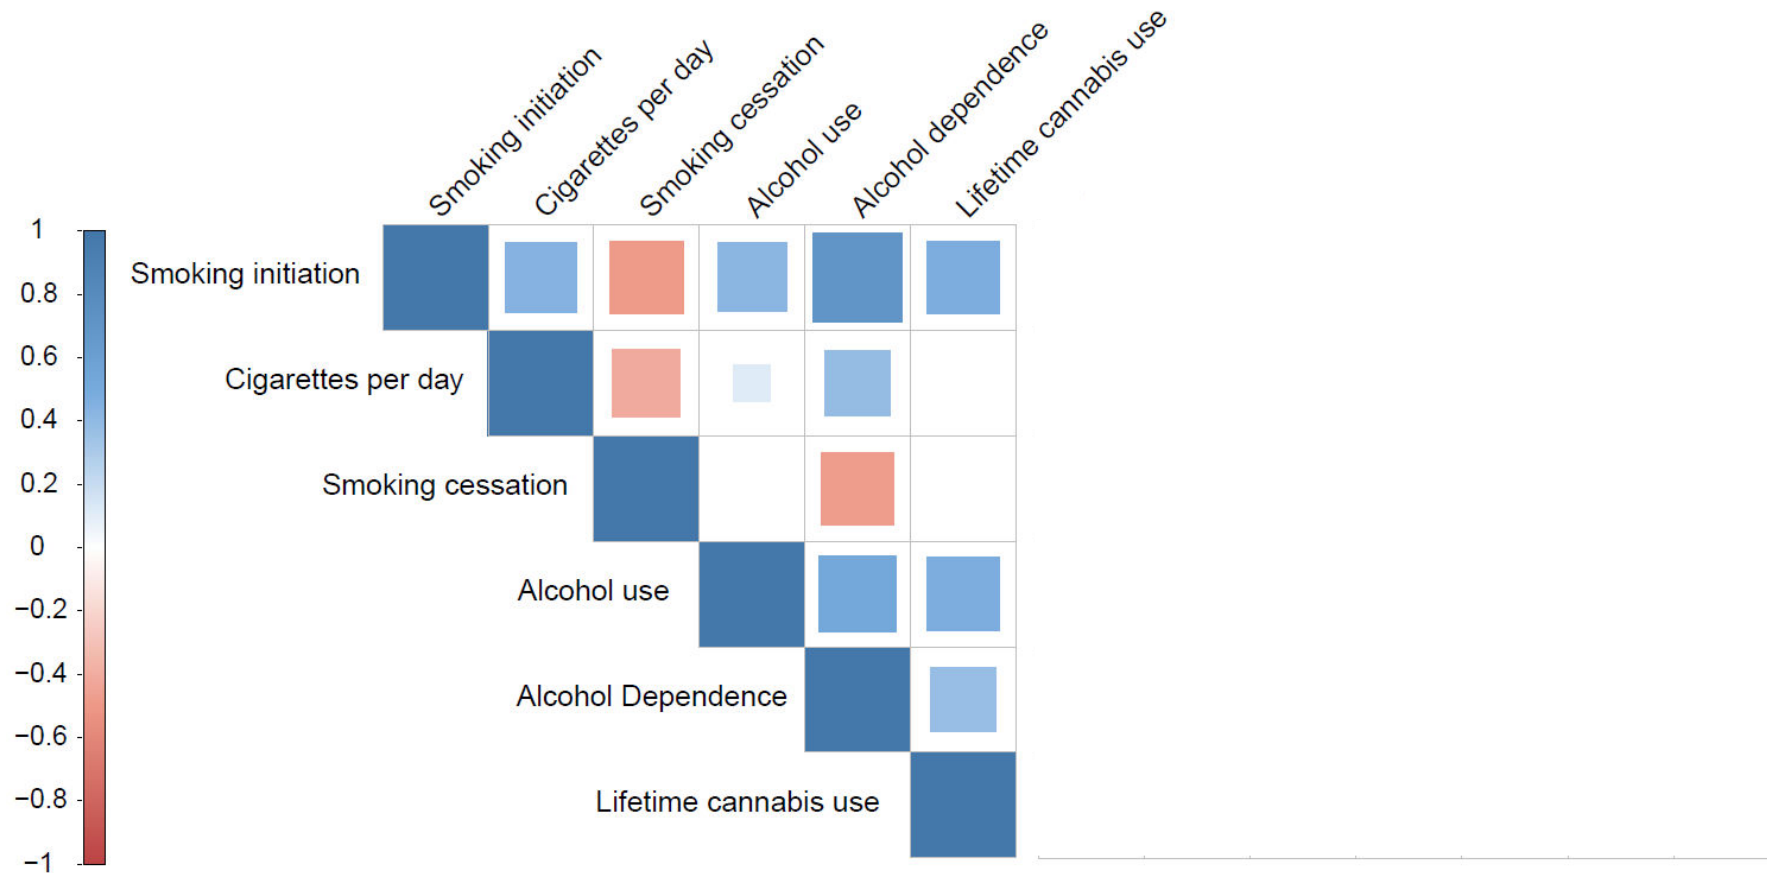 Smoking initiation
Cigarettes per day
Smoking cessation
Alcohol use
Alcohol dependence
Lifetime cannabis use
1
0.8
0.6
0.4
0.2
0
−0.2
−0.4
−0.6
−0.8
−1
Smoking initiation
Cigarettes per day
Smoking cessation
Alcohol use
Alcohol Dependence
Lifetime cannabis use